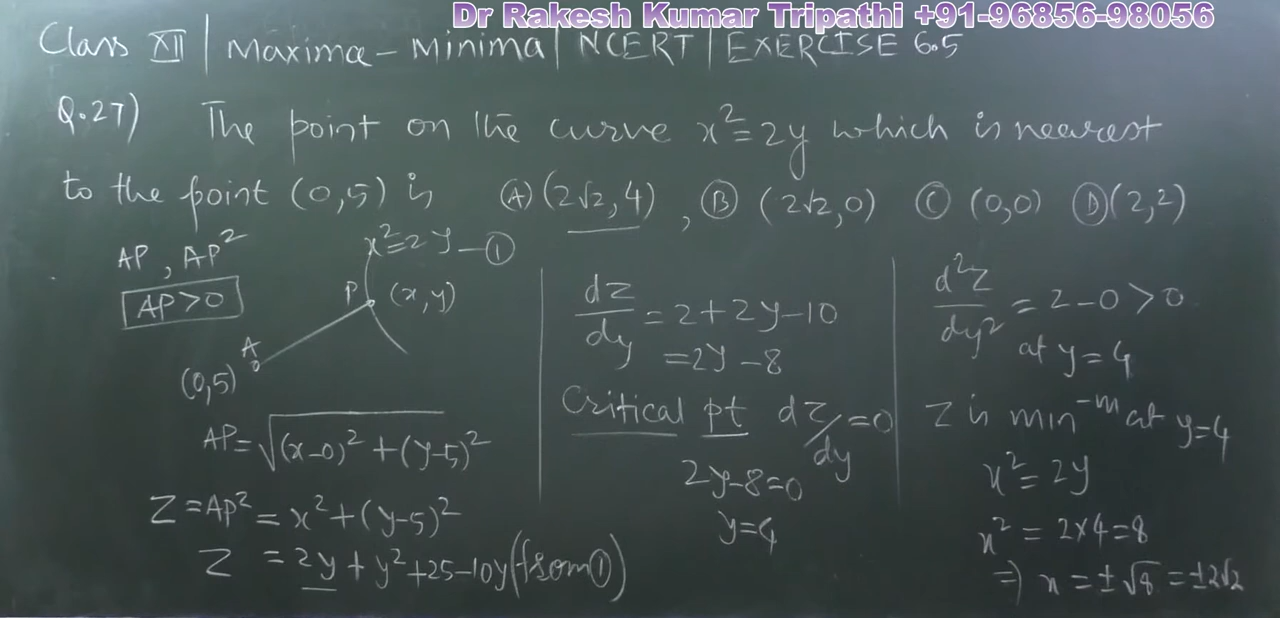 Dr Rakesh Kumar Tripathi +91-96856-98056
Class XII | Maxima - Minima | NCERT | EXERCISE 6.5
Q.27) The point on the curve x²=2y which is nearest
to the point (0,5) is Ⓐ (2√2,4), Ⓑ (2√2,0) Ⓒ (0,0) Ⓓ (2,2)
AP, AP²
AP>0
x²=2y—①
P (x,y)
A
(0,5)
AP=√(x-0)²+(y-5)²
Z=AP²=x²+(y-5)²
Z =2y+y²+25-10y(from①)
dz/dy=2+2y-10
=2y-8
Critical pt dz/dy=0
2y-8=0
y=4
d²z/dy² = 2-0>0
at y=4
Z is min-m at y=4
x²=2y
x²=2×4=8
⇒ x=±√8=±2√2